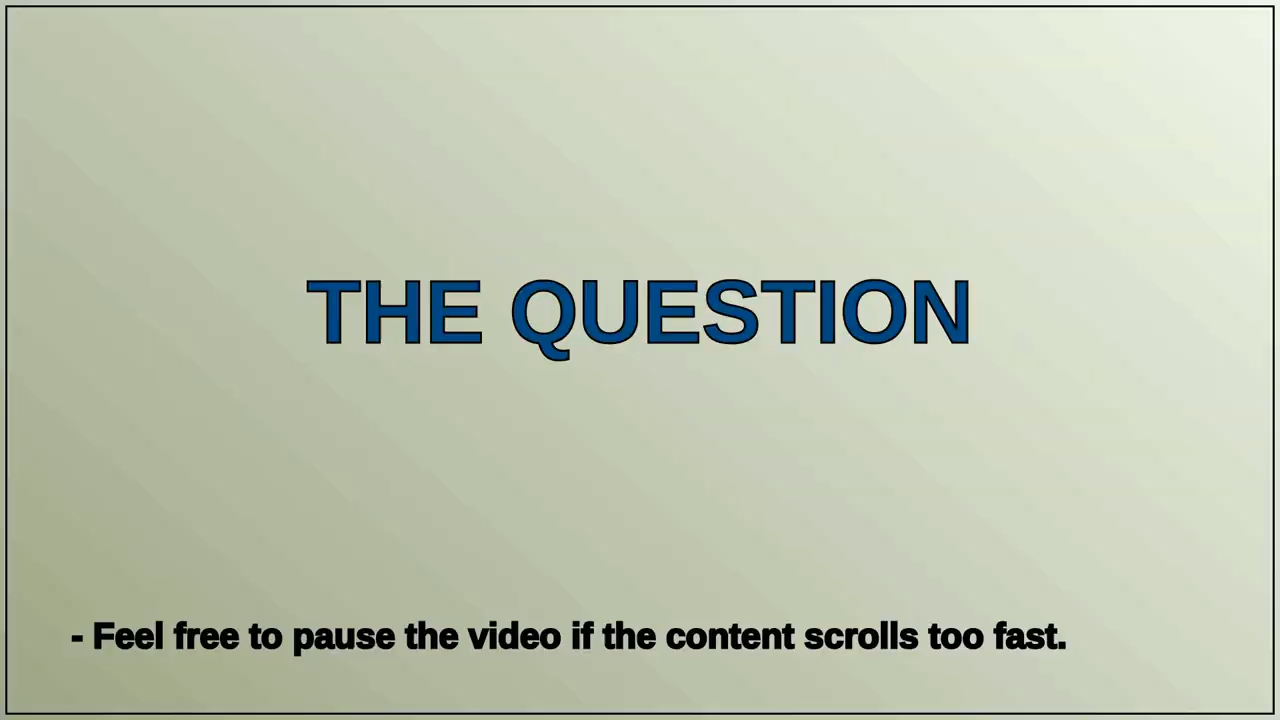 THE QUESTION
- Feel free to pause the video if the content scrolls too fast.